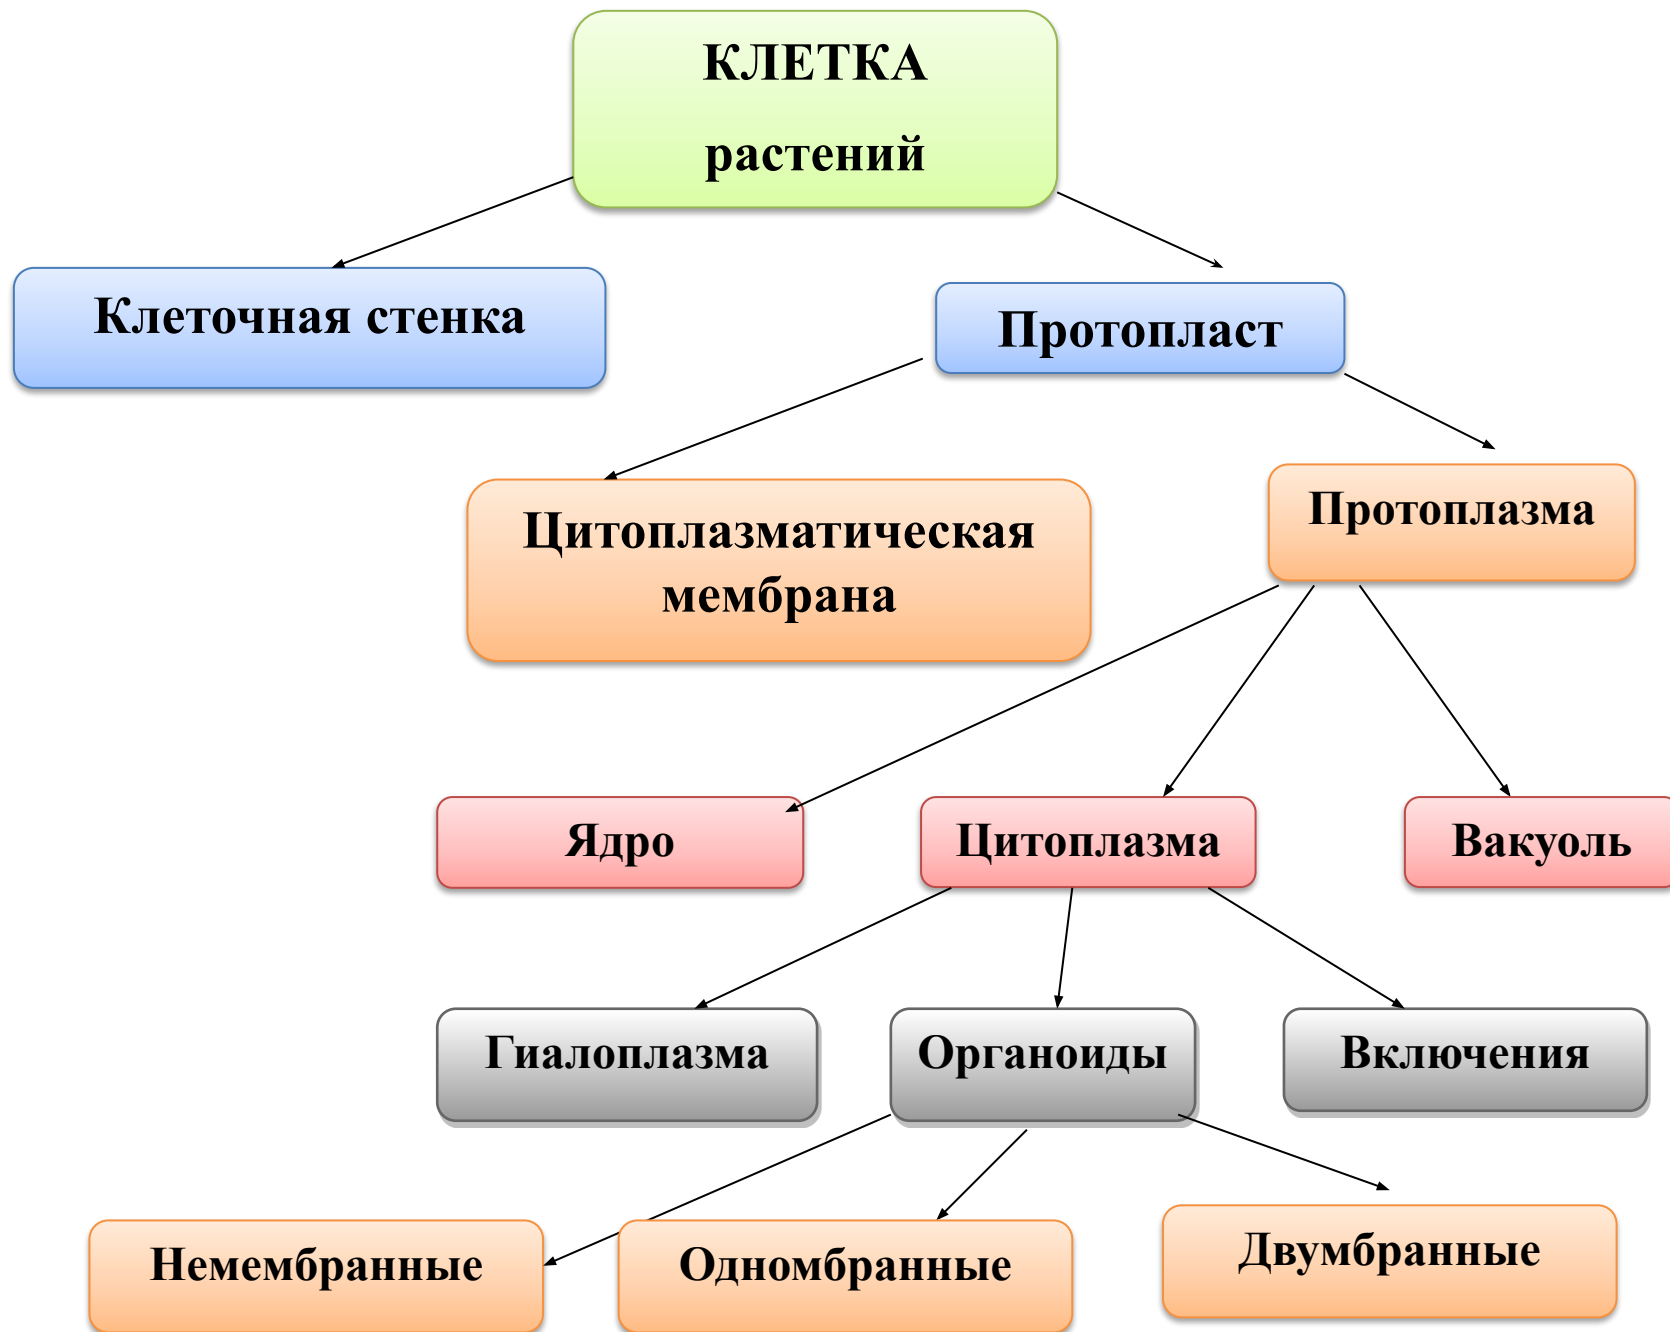 КЛЕТКА
растений
Клеточная стенка
Протопласт
Цитоплазматическая
мембрана
Протоплазма
Ядро
Цитоплазма
Вакуоль
Гиалоплазма
Органоиды
Включения
Немембранные
Одномбранные
Двумбранные